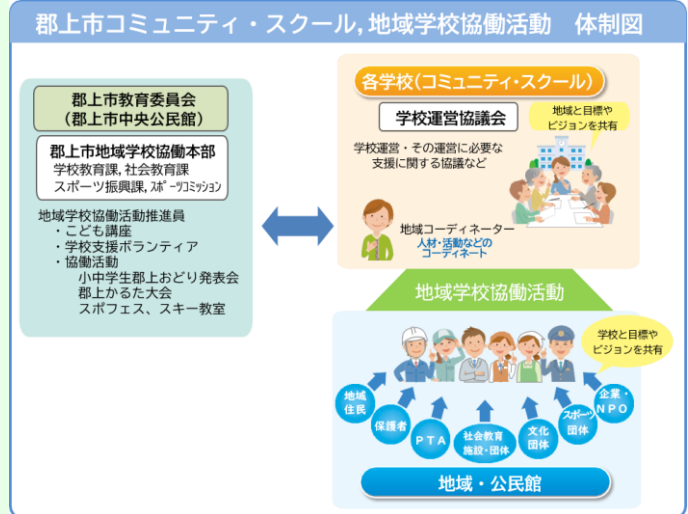 郡上市コミュニティ・スクール,地域学校協働活動　体制図
郡上市教育委員会
（郡上市中央公民館）
郡上市地域学校協働本部
学校教育課,社会教育課
スポーツ振興課,ｽﾎﾟｰﾂｺﾐｯｼｮﾝ
地域学校協働活動推進員
・こども講座
・学校支援ボランティア
・協働活動
小中学生郡上おどり発表会
郡上かるた大会
スポフェス、スキー教室
各学校(コミュニティ・スクール)
学校運営協議会
地域と目標や
ビジョンを共有
学校運営・その運営に必要な
支援に関する協議など
地域コーディネーター
人材・活動などの
コーディネート
地域学校協働活動
学校と目標や
ビジョンを共有
地域
住民
保護者
PTA
社会教育
施設・団体
文化
団体
スポーツ
団体
企業・
NPO
地域・公民館